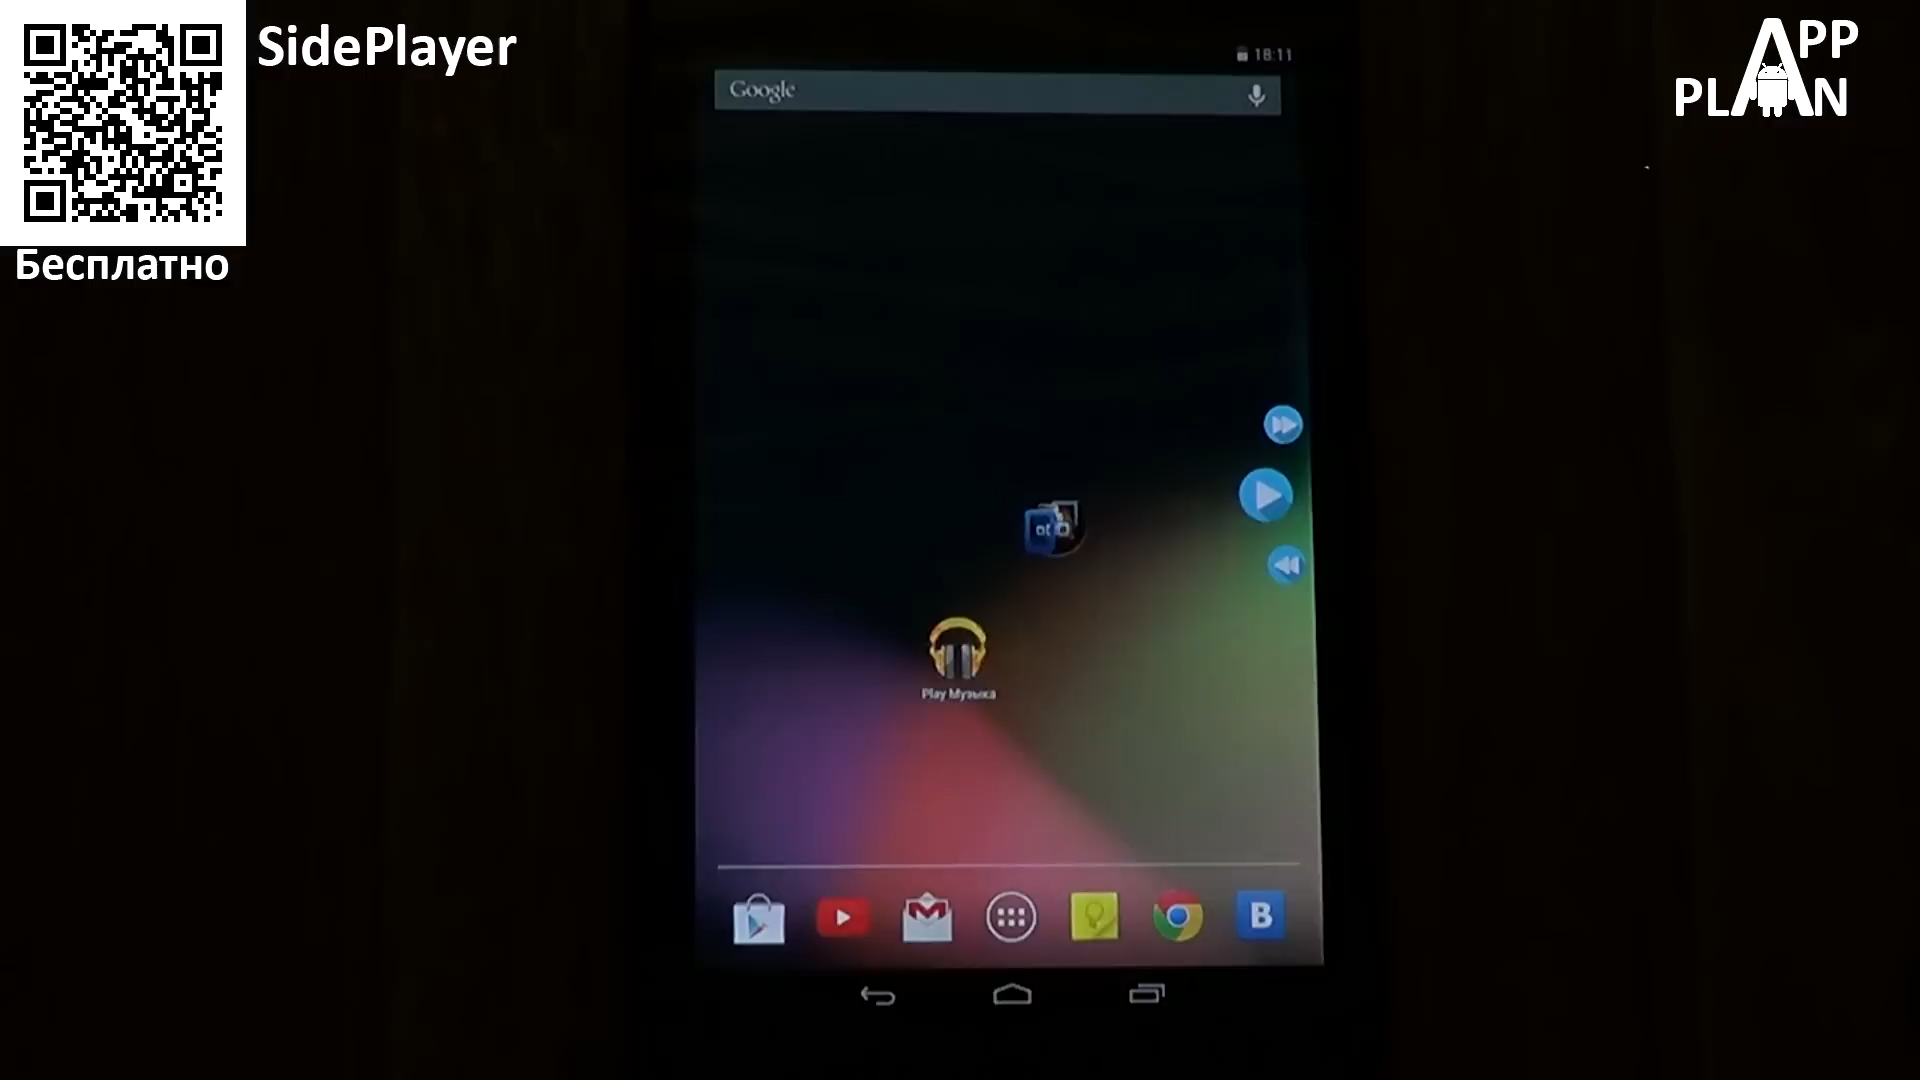 SidePlayer
Бесплатно
APP
PLAN
18:11
Google
Play Музыка
B